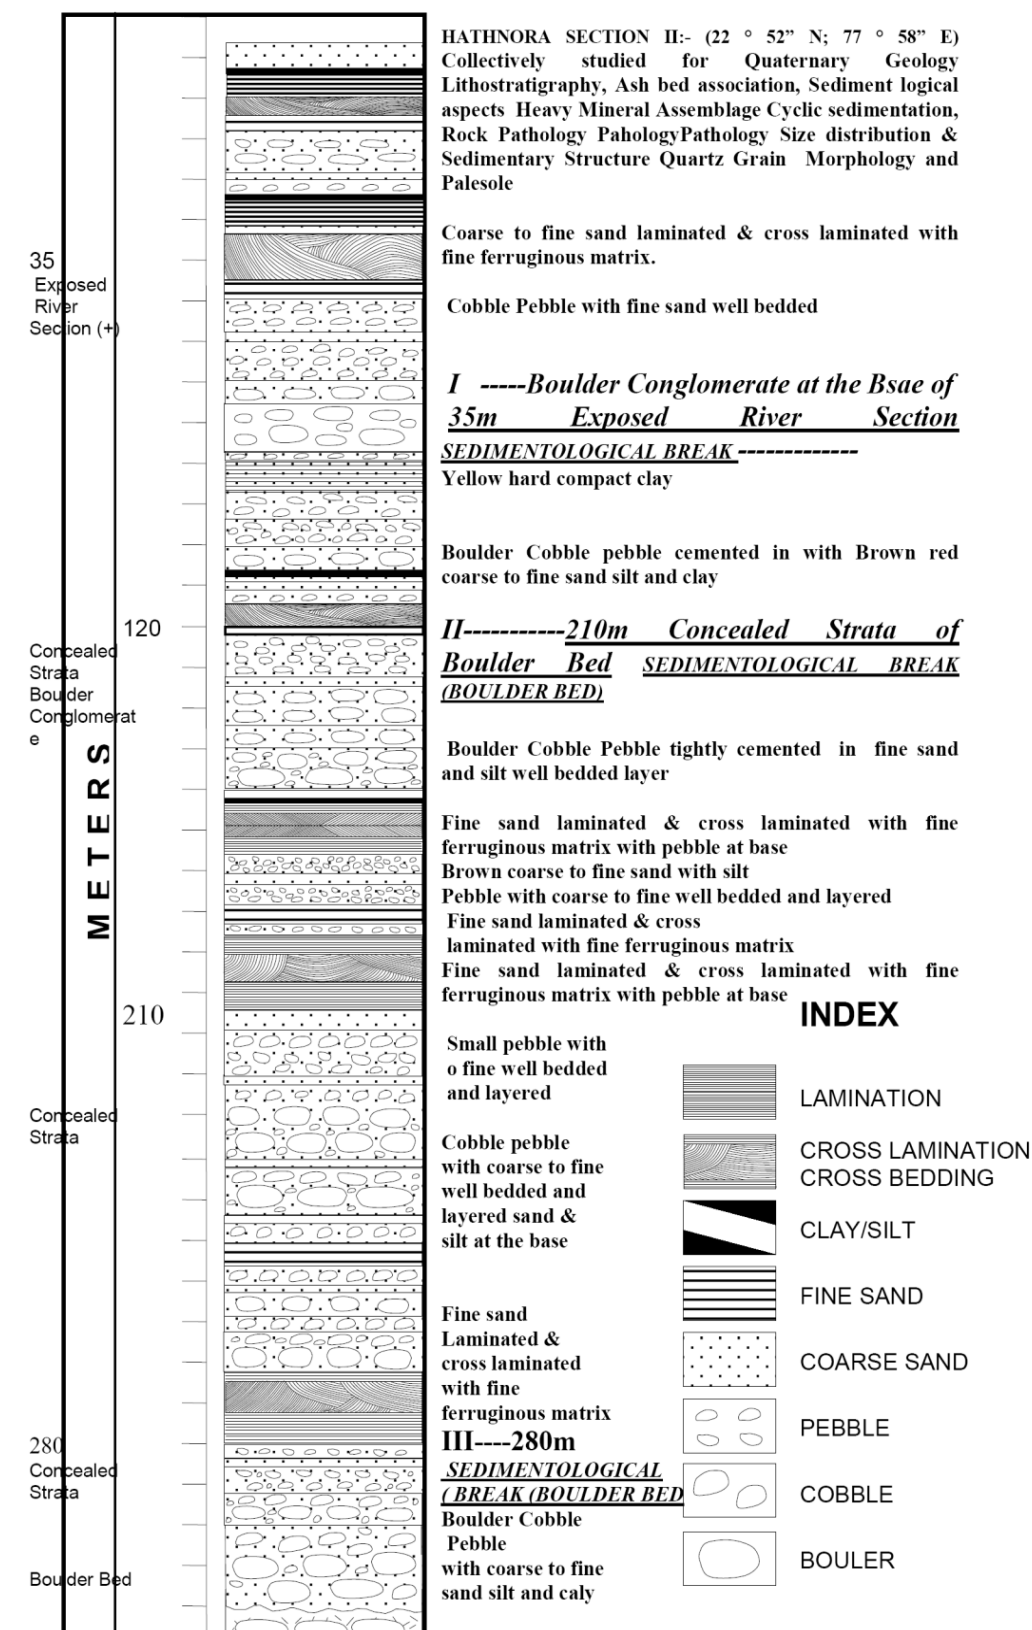 HATHNORA SECTION II:- (22 ° 52” N; 77 ° 58” E)
Collectively studied for Quaternary Geology
Lithostratigraphy, Ash bed association, Sediment logical
aspects Heavy Mineral Assemblage Cyclic sedimentation,
Rock Pathology PahologyPathology Size distribution &
Sedimentary Structure Quartz Grain Morphology and
Palesole
Coarse to fine sand laminated & cross laminated with
fine ferruginous matrix.
35
Exposed
River
Section (+)
Cobble Pebble with fine sand well bedded
I -----Boulder Conglomerate at the Bsae of
35m Exposed River Section
SEDIMENTOLOGICAL BREAK -------------
Yellow hard compact clay
Boulder Cobble pebble cemented in with Brown red
coarse to fine sand silt and clay
120
Concealed
Strata
Boulder
Conglomerat
e
II-----------210m Concealed Strata of
Boulder Bed SEDIMENTOLOGICAL BREAK
(BOULDER BED)
Boulder Cobble Pebble tightly cemented in fine sand
and silt well bedded layer
METERS
Fine sand laminated & cross laminated with fine
ferruginous matrix with pebble at base
Brown coarse to fine sand with silt
Pebble with coarse to fine well bedded and layered
Fine sand laminated & cross
laminated with fine ferruginous matrix
Fine sand laminated & cross laminated with fine
ferruginous matrix with pebble at base
210
Small pebble with
o fine well bedded
and layered
Concealed
Strata
Cobble pebble
with coarse to fine
well bedded and
layered sand &
silt at the base
Fine sand
Laminated &
cross laminated
with fine
ferruginous matrix
280
Concealed
Strata
III----280m
SEDIMENTOLOGICAL
( BREAK (BOULDER BED
Boulder Cobble
Pebble
with coarse to fine
sand silt and caly
Boulder Bed
INDEX
LAMINATION
CROSS LAMINATION
CROSS BEDDING
CLAY/SILT
FINE SAND
COARSE SAND
PEBBLE
COBBLE
BOULER